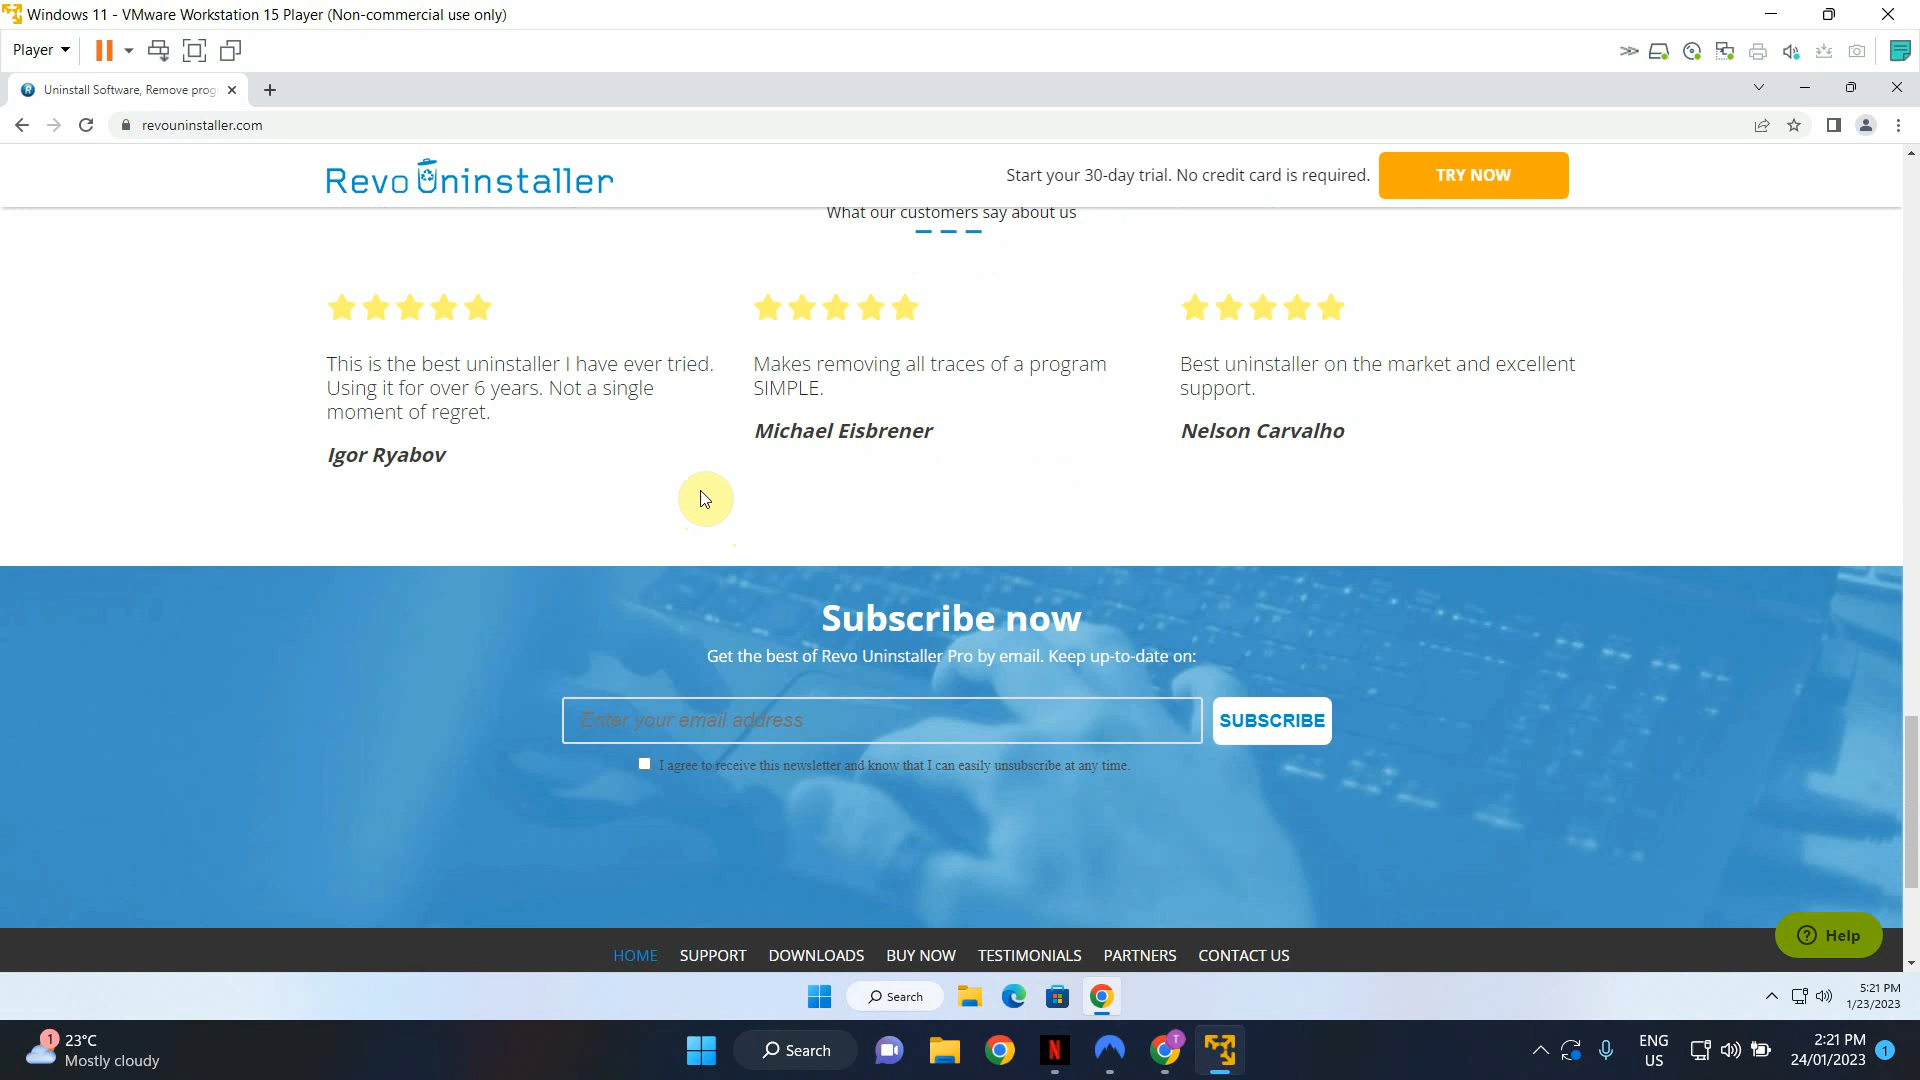 Windows 11 - VMware Workstation 15 Player (Non-commercial use only)
Player
Uninstall Software, Remove prog
revouninstaller.com
Revo Uninstaller
Start your 30-day trial. No credit card is required.
TRY NOW
What our customers say about us
This is the best uninstaller I have ever tried.
Using it for over 6 years. Not a single
moment of regret.
Igor Ryabov
Makes removing all traces of a program
SIMPLE.
Michael Eisbrener
Best uninstaller on the market and excellent
support.
Nelson Carvalho
Subscribe now
Get the best of Revo Uninstaller Pro by email. Keep up-to-date on:
Enter your email address
SUBSCRIBE
I agree to receive this newsletter and know that I can easily unsubscribe at any time.
Help
HOME SUPPORT DOWNLOADS BUY NOW TESTIMONIALS PARTNERS CONTACT US
Search
5:21 PM
1/23/2023
1
23°C
Mostly cloudy
Search
T
ENG
US
2:21 PM
24/01/2023
1